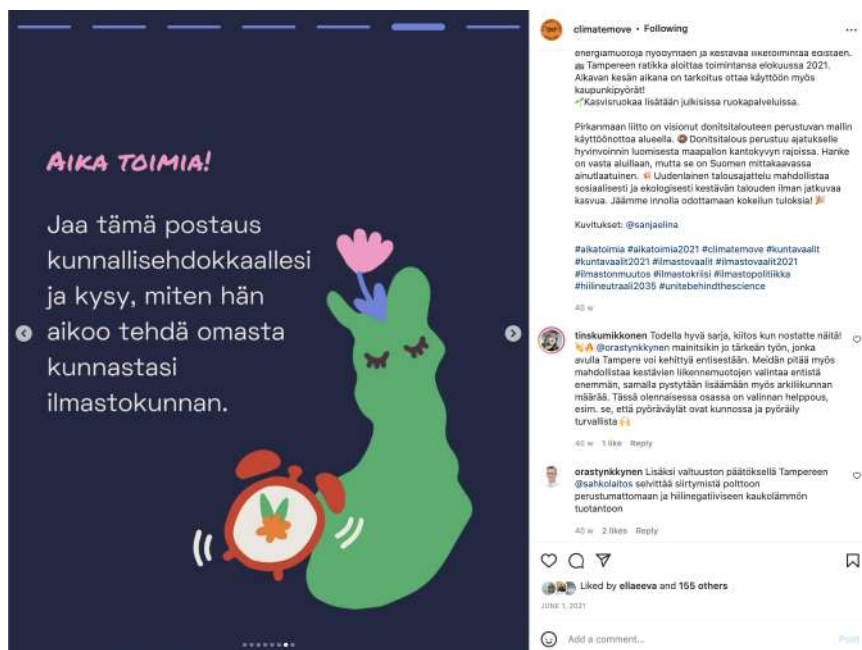 AIKA TOIMIA!
Jaa tämä postaus
kunnallisehdokkaallesi
ja kysy, miten hän
aikoo tehdä omasta
kunnastasi
ilmastokunnan.
climatemove • Following
energiamuotoja hyödyntäen ja kestävää liiketoimintaa edistäen.
Tampereen ratikka aloittaa toimintansa elokuussa 2021.
Alkavan kesän aikana on tarkoitus ottaa käyttöön myös
kaupunkipyörät!
Kasvisruokaa lisätään julkisissa ruokapalveluissa.
Pirkanmaan liitto on visionut donitsitalouteen perustuvan mallin
käyttöönottoa alueella. Donitsitalous perustuu ajatukselle
hyvinvoinnin luomisesta maapallon kantokyvyn rajoissa. Hanke
on vasta aluillaan, mutta se on Suomen mittakaavassa
ainutlaatuinen. Uudenlainen talousajattelu mahdollistaa
sosiaalisesti ja ekologisesti kestävän talouden ilman jatkuvaa
kasvua. Jäämme innolla odottamaan kokeilun tuloksia!
Kuvitukset: @sanjaelina
#aikatoimia #aikatoimia2021 #climatemove #kuntavaalit
#kuntavaalit2021 #ilmastovaalit #ilmastovaalit2021
#ilmastonmuutos #ilmastokriisi #ilmastopolitiikka
#hiilineutraali2035 #unitebehindthescience
40 w
tinskumikkonen Todella hyvä sarja, kiitos kun nostatte näitä!
@orastynkkynen mainitsikin jo tärkeän työn, jonka
avulla Tampere voi kehittyä entisestään. Meidän pitää myös
mahdollistaa kestävien liikennemuotojen valintaa entistä
enemmän, samalla pystytään lisäämään myös arkiliikunnan
määrää. Tässä olennaisessa osassa on valinnan helppous,
esim. se, että pyöräväylät ovat kunnossa ja pyöräily
turvallista
40 w 1 like Reply
orastynkkynen Lisäksi valtuuston päätöksellä Tampereen
@sahkolaitos selvittää siirtymistä polttoon
perustumattomaan ja hiilinegatiiviseen kaukolämmön
tuotantoon
40 w 2 likes Reply
Liked by ellaeeva and 155 others
JUNE 1, 2021
Add a comment...
Post